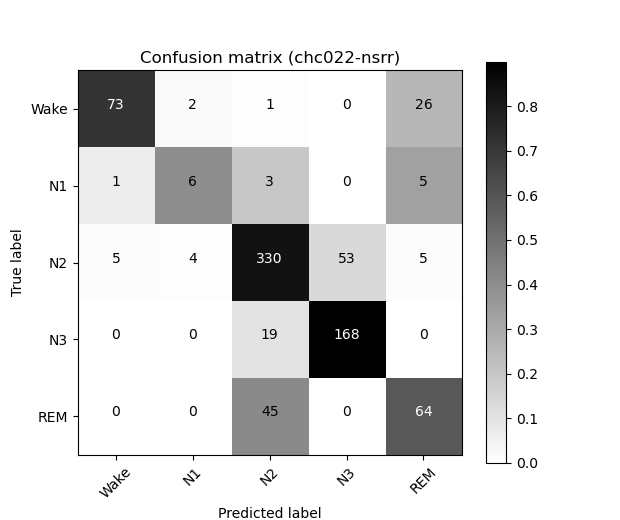 Confusion matrix (chc022-nsrr)
Wake 73 2 1 0 26
N1 1 6 3 0 5
N2 5 4 330 53 5
N3 0 0 19 168 0
REM 0 0 45 0 64
Wake N1 N2 N3 REM
True label
Predicted label
0.8
0.7
0.6
0.5
0.4
0.3
0.2
0.1
0.0